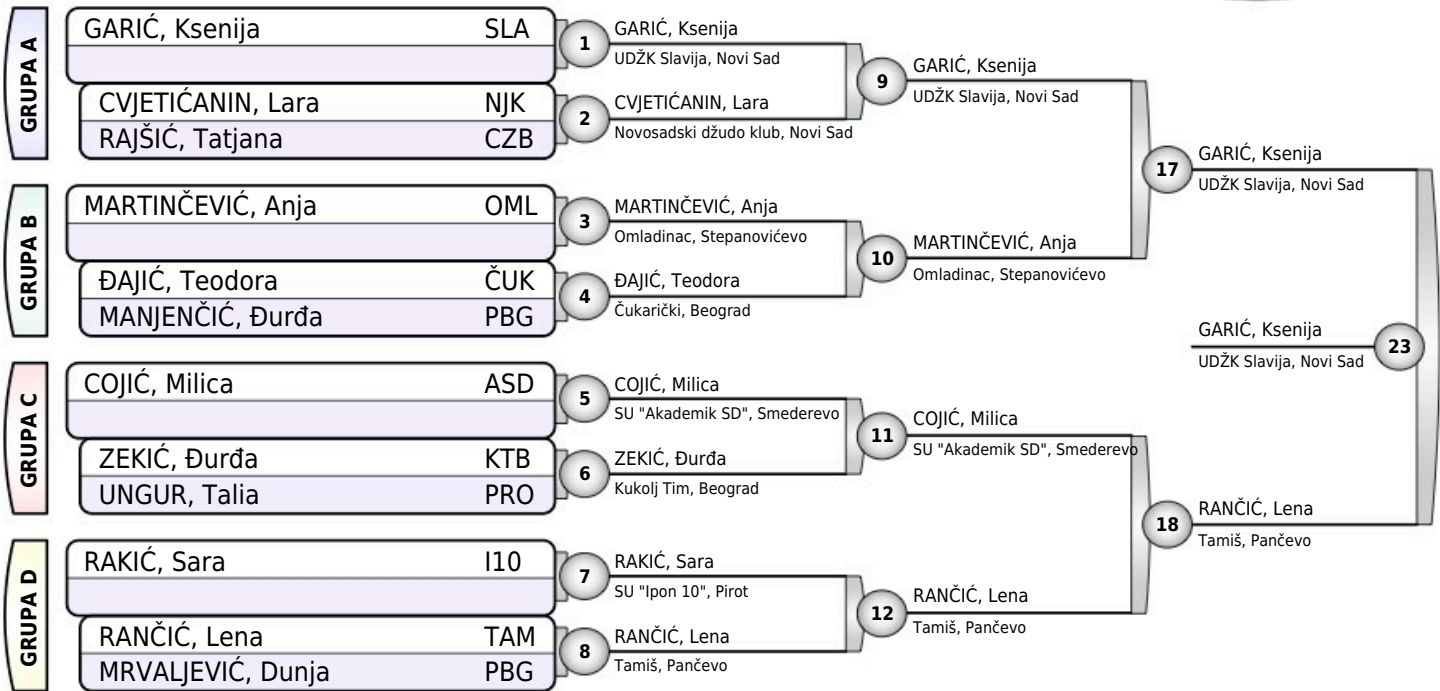 GRUPA A
GARIĆ, Ksenija SLA
CVJETIĆANIN, Lara NJK
RAJŠIĆ, Tatjana CZB
GRUPA B
MARTINČEVIĆ, Anja OML
ĐAJIĆ, Teodora ČUK
MANJENČIĆ, Đurđa PBG
GRUPA C
COJIĆ, Milica ASD
ZEKIĆ, Đurđa KTB
UNGUR, Talia PRO
GRUPA D
RAKIĆ, Sara I10
RANČIĆ, Lena TAM
MRVALJEVIĆ, Dunja PBG
1
GARIĆ, Ksenija
UDŽK Slavija, Novi Sad
2
CVJETIĆANIN, Lara
Novosadski džudo klub, Novi Sad
3
MARTINČEVIĆ, Anja
Omladinac, Stepanovićevo
4
ĐAJIĆ, Teodora
Čukarički, Beograd
5
COJIĆ, Milica
SU "Akademik SD", Smederevo
6
ZEKIĆ, Đurđa
Kukolj Tim, Beograd
7
RAKIĆ, Sara
SU "Ipon 10", Pirot
8
RANČIĆ, Lena
Tamiš, Pančevo
9
GARIĆ, Ksenija
UDŽK Slavija, Novi Sad
10
MARTINČEVIĆ, Anja
Omladinac, Stepanovićevo
11
COJIĆ, Milica
SU "Akademik SD", Smederevo
12
RANČIĆ, Lena
Tamiš, Pančevo
17
GARIĆ, Ksenija
UDŽK Slavija, Novi Sad
18
RANČIĆ, Lena
Tamiš, Pančevo
GARIĆ, Ksenija
UDŽK Slavija, Novi Sad
23